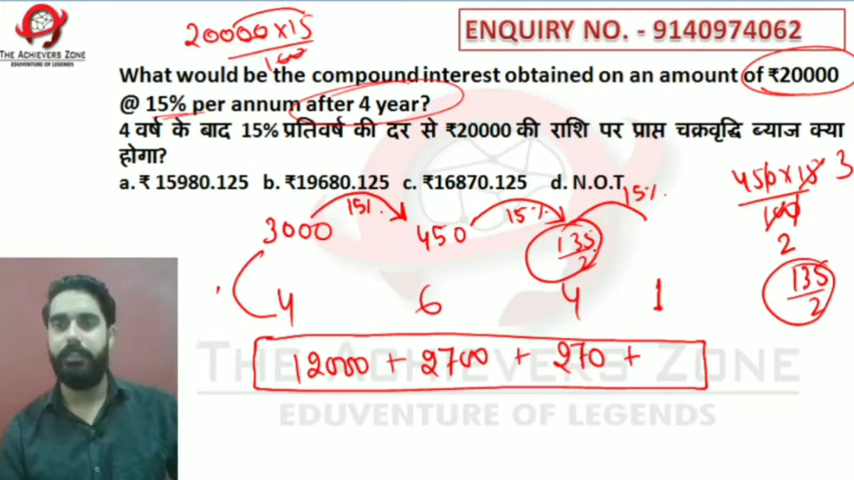 THE ACHIEVERS ZONE
EDUVENTURE OF LEGENDS
ENQUIRY NO. - 9140974062
20000×15
100
What would be the compound interest obtained on an amount of ₹20000
@ 15% per annum after 4 year?
4 वर्ष के बाद 15% प्रतिवर्ष की दर से ₹20000 की राशि पर प्राप्त चक्रवृद्धि ब्याज क्या
होगा?
a. ₹ 15980.125 b. ₹19680.125 c. ₹16870.125 d. N.O.T
450×15 3
100
2
135
2
15% 15% 15%
3000 450 135
2
4 6 4 1
12000 + 2700 + 270 +
THE ACHIEVERS ZONE
EDUVENTURE OF LEGENDS